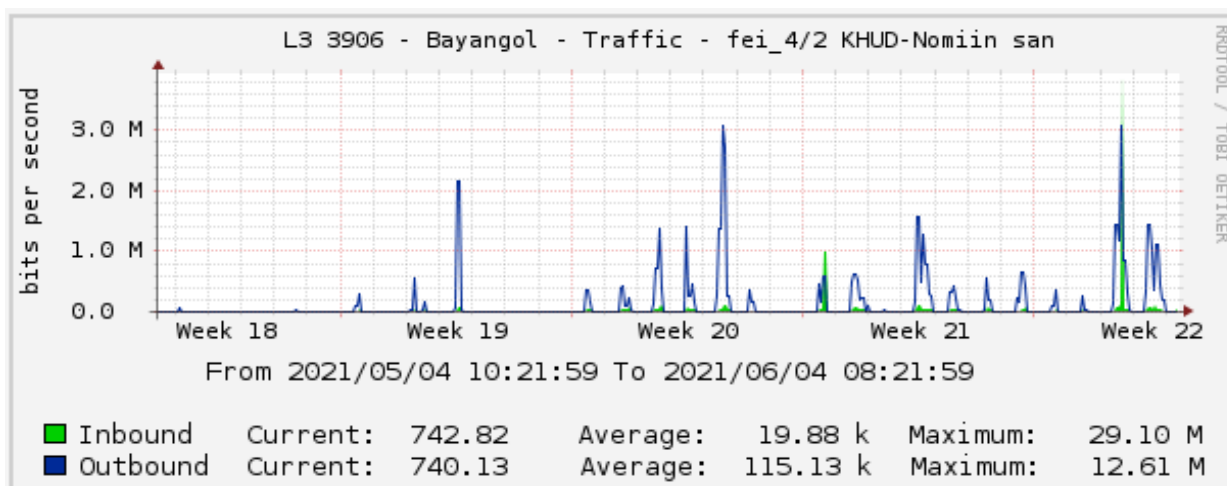 L3 3906 - Bayangol - Traffic - fei_4/2 KHUD-Nomiin san
RRDTOOL / TOBI OETIKER
bits per second
3.0 M
2.0 M
1.0 M
0.0
Week 18 Week 19 Week 20 Week 21 Week 22
From 2021/05/04 10:21:59 To 2021/06/04 08:21:59
Inbound Current: 742.82 Average: 19.88 k Maximum: 29.10 M
Outbound Current: 740.13 Average: 115.13 k Maximum: 12.61 M